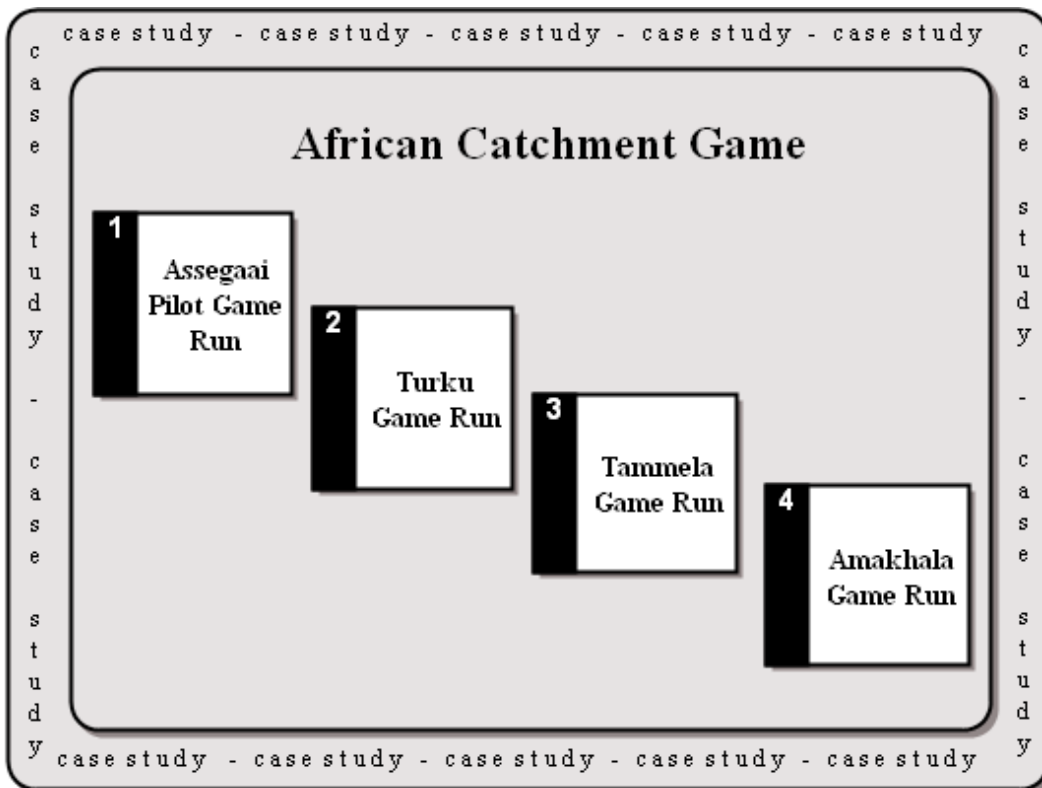 case study - case study - case study - case study - case study
case study - case study
case study - case study
African Catchment Game
1
Assegaai
Pilot Game
Run
2
Turku
Game Run
3
Tammela
Game Run
4
Amakhala
Game Run
case study - case study - case study - case study - case study